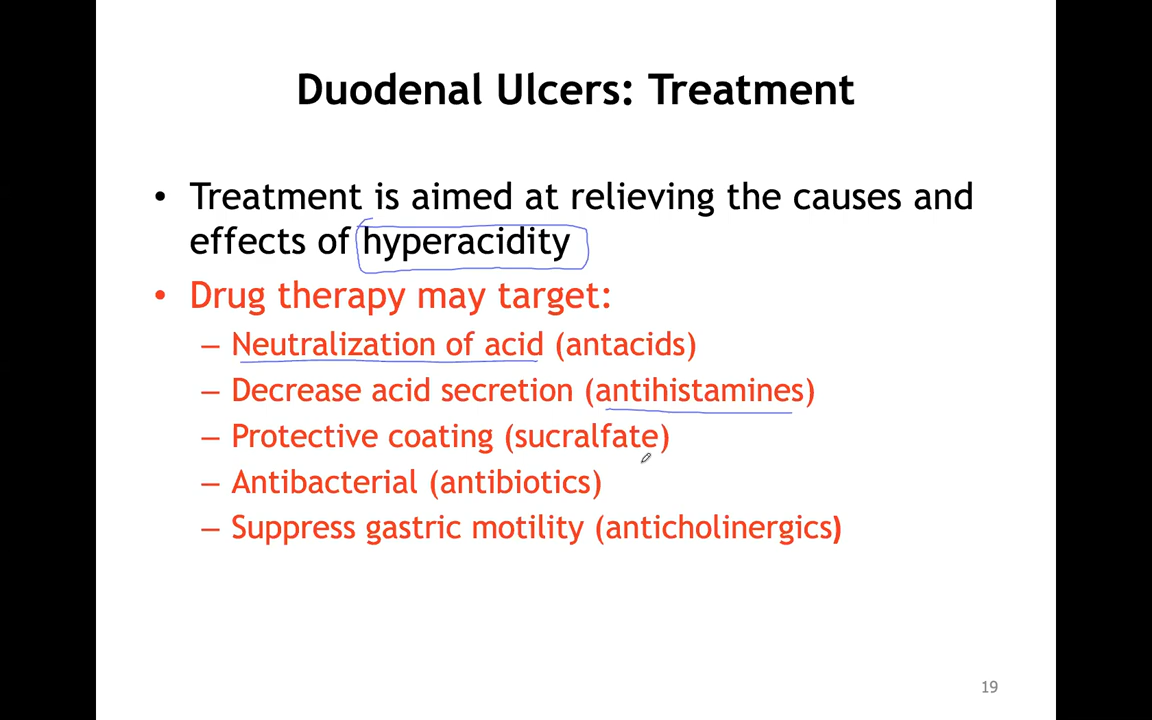 Duodenal Ulcers: Treatment
• Treatment is aimed at relieving the causes and
effects of hyperacidity
• Drug therapy may target:
– Neutralization of acid (antacids)
– Decrease acid secretion (antihistamines)
– Protective coating (sucralfate)
– Antibacterial (antibiotics)
– Suppress gastric motility (anticholinergics)
19